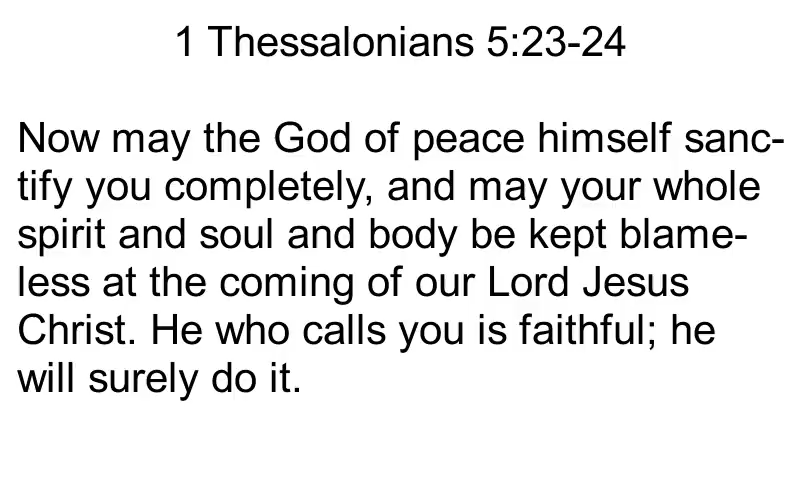 1 Thessalonians 5:23-24
Now may the God of peace himself sanc-
tify you completely, and may your whole
spirit and soul and body be kept blame-
less at the coming of our Lord Jesus
Christ. He who calls you is faithful; he
will surely do it.